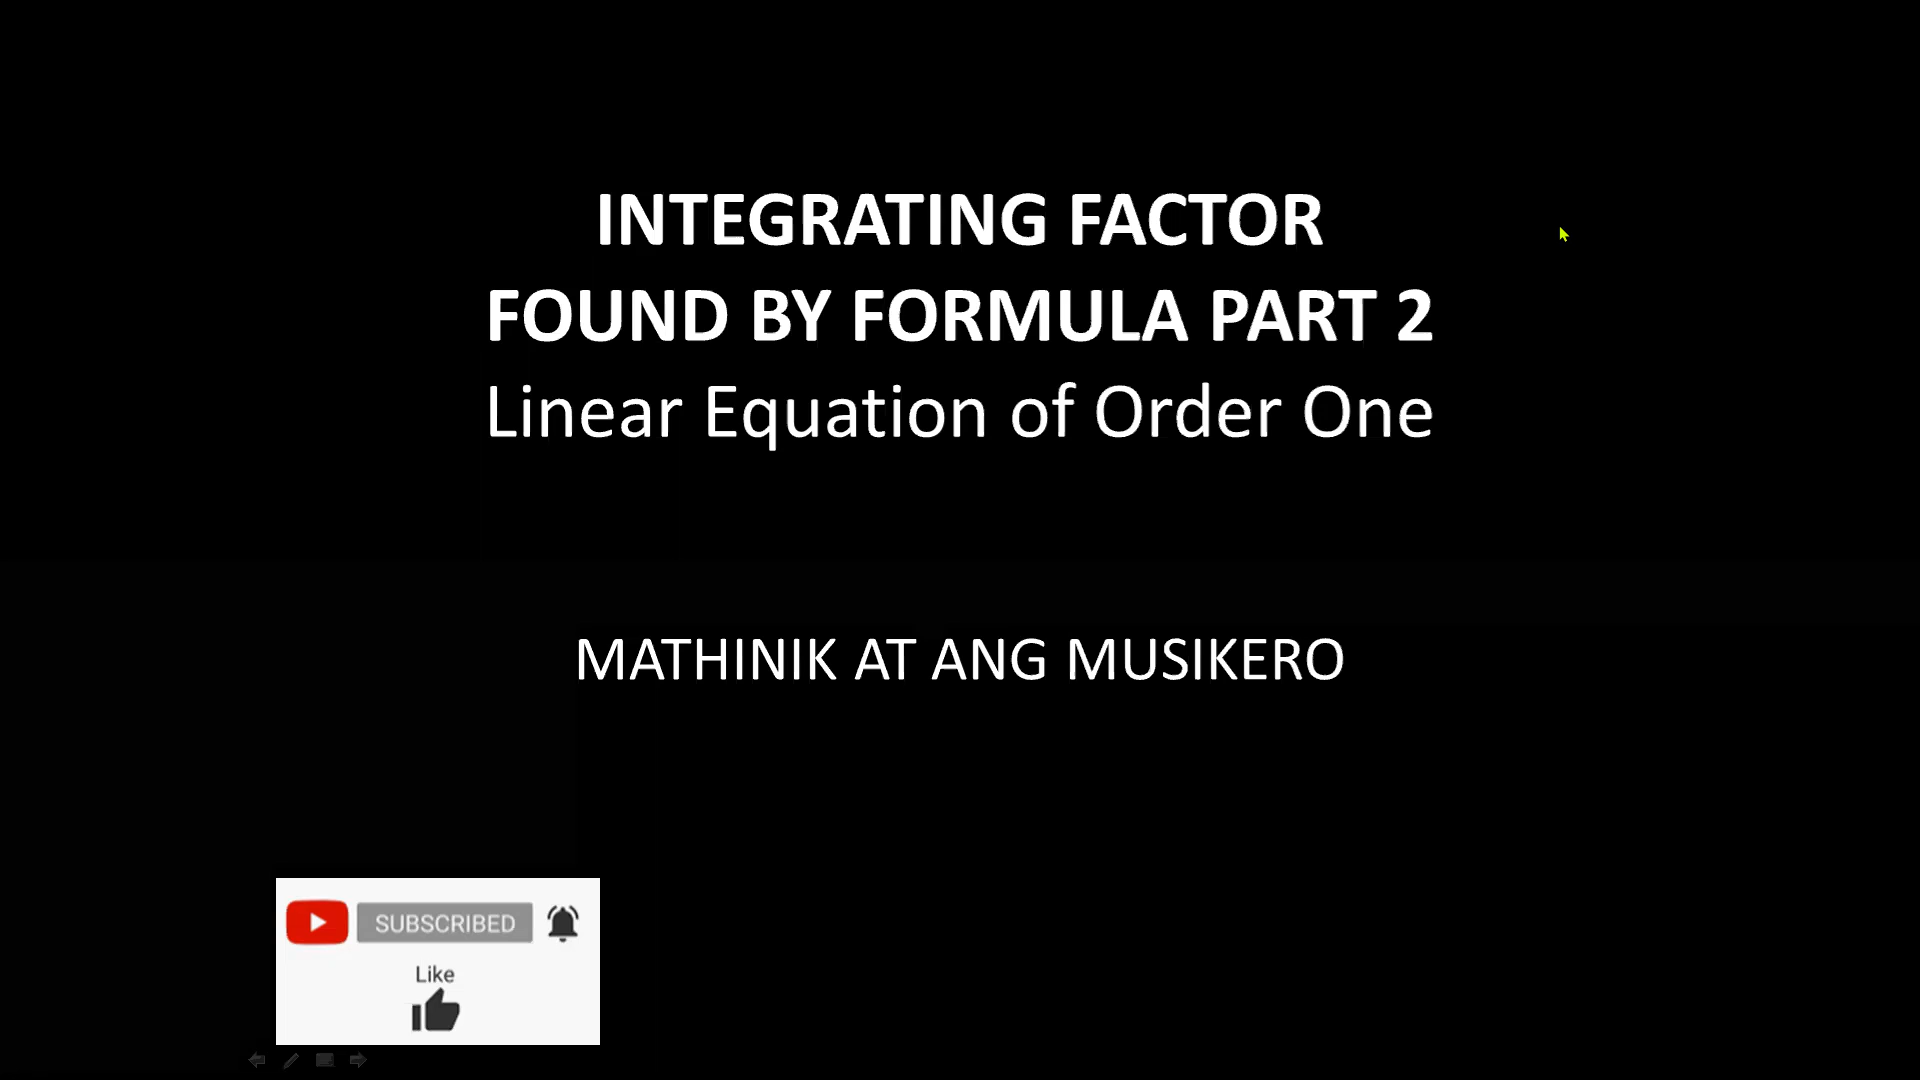 INTEGRATING FACTOR
FOUND BY FORMULA PART 2
Linear Equation of Order One
MATHINIK AT ANG MUSIKERO
SUBSCRIBED
Like